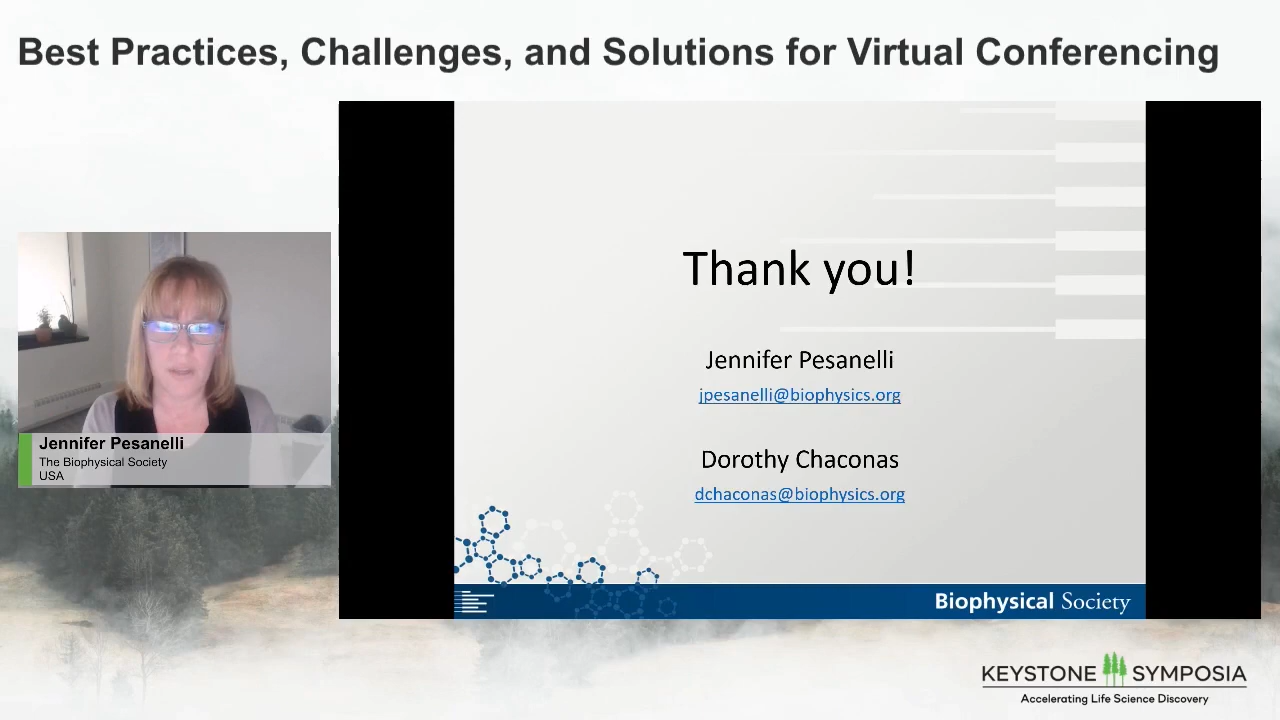 Best Practices, Challenges, and Solutions for Virtual Conferencing
Thank you!
Jennifer Pesanelli
jpesanelli@biophysics.org
Dorothy Chaconas
dchaconas@biophysics.org
Biophysical Society
Jennifer Pesanelli
The Biophysical Society
USA
KEYSTONE SYMPOSIA
Accelerating Life Science Discovery